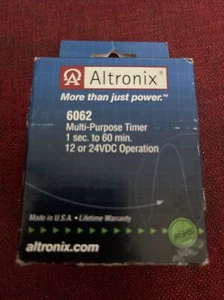 Altronix®
More than just power.™
6062
Multi-Purpose Timer
1 sec. to 60 min.
12 or 24VDC Operation
Made in U.S.A. • Lifetime Warranty
RoHS
altronix.com